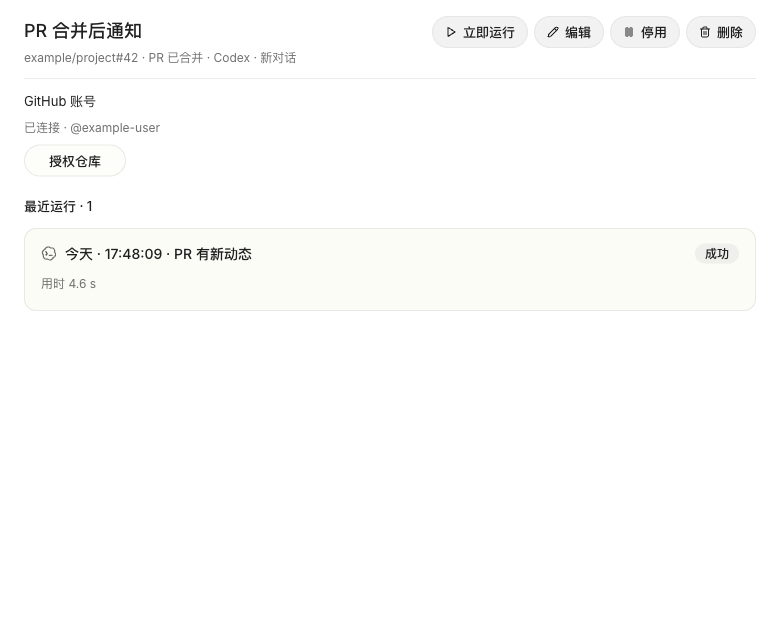 PR 合并后通知
立即运行
编辑
停用
删除
example/project#42 · PR 已合并 · Codex · 新对话
GitHub 账号
已连接 · @example-user
授权仓库
最近运行 · 1
今天 · 17:48:09 · PR 有新动态
成功
用时 4.6 s